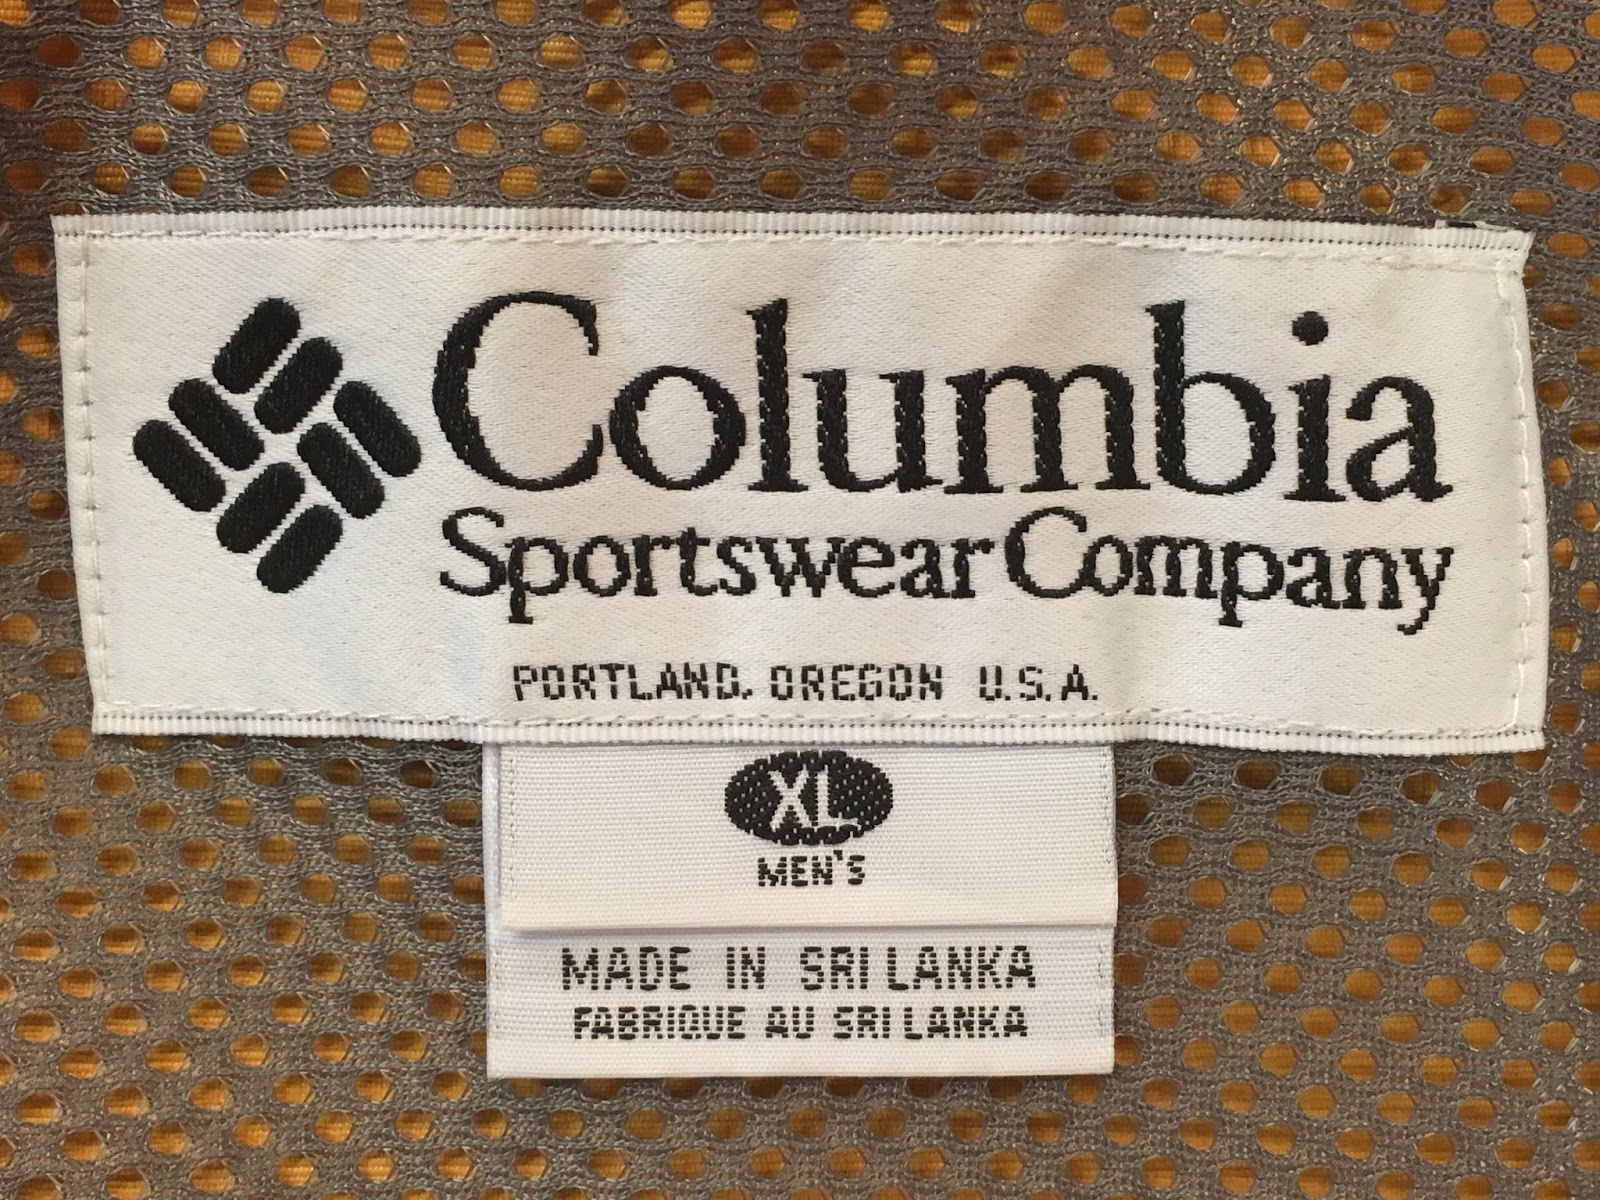 Columbia
Sportswear Company
PORTLAND, OREGON U.S.A.
XL
MEN'S
MADE IN SRI LANKA
FABRIQUE AU SRI LANKA